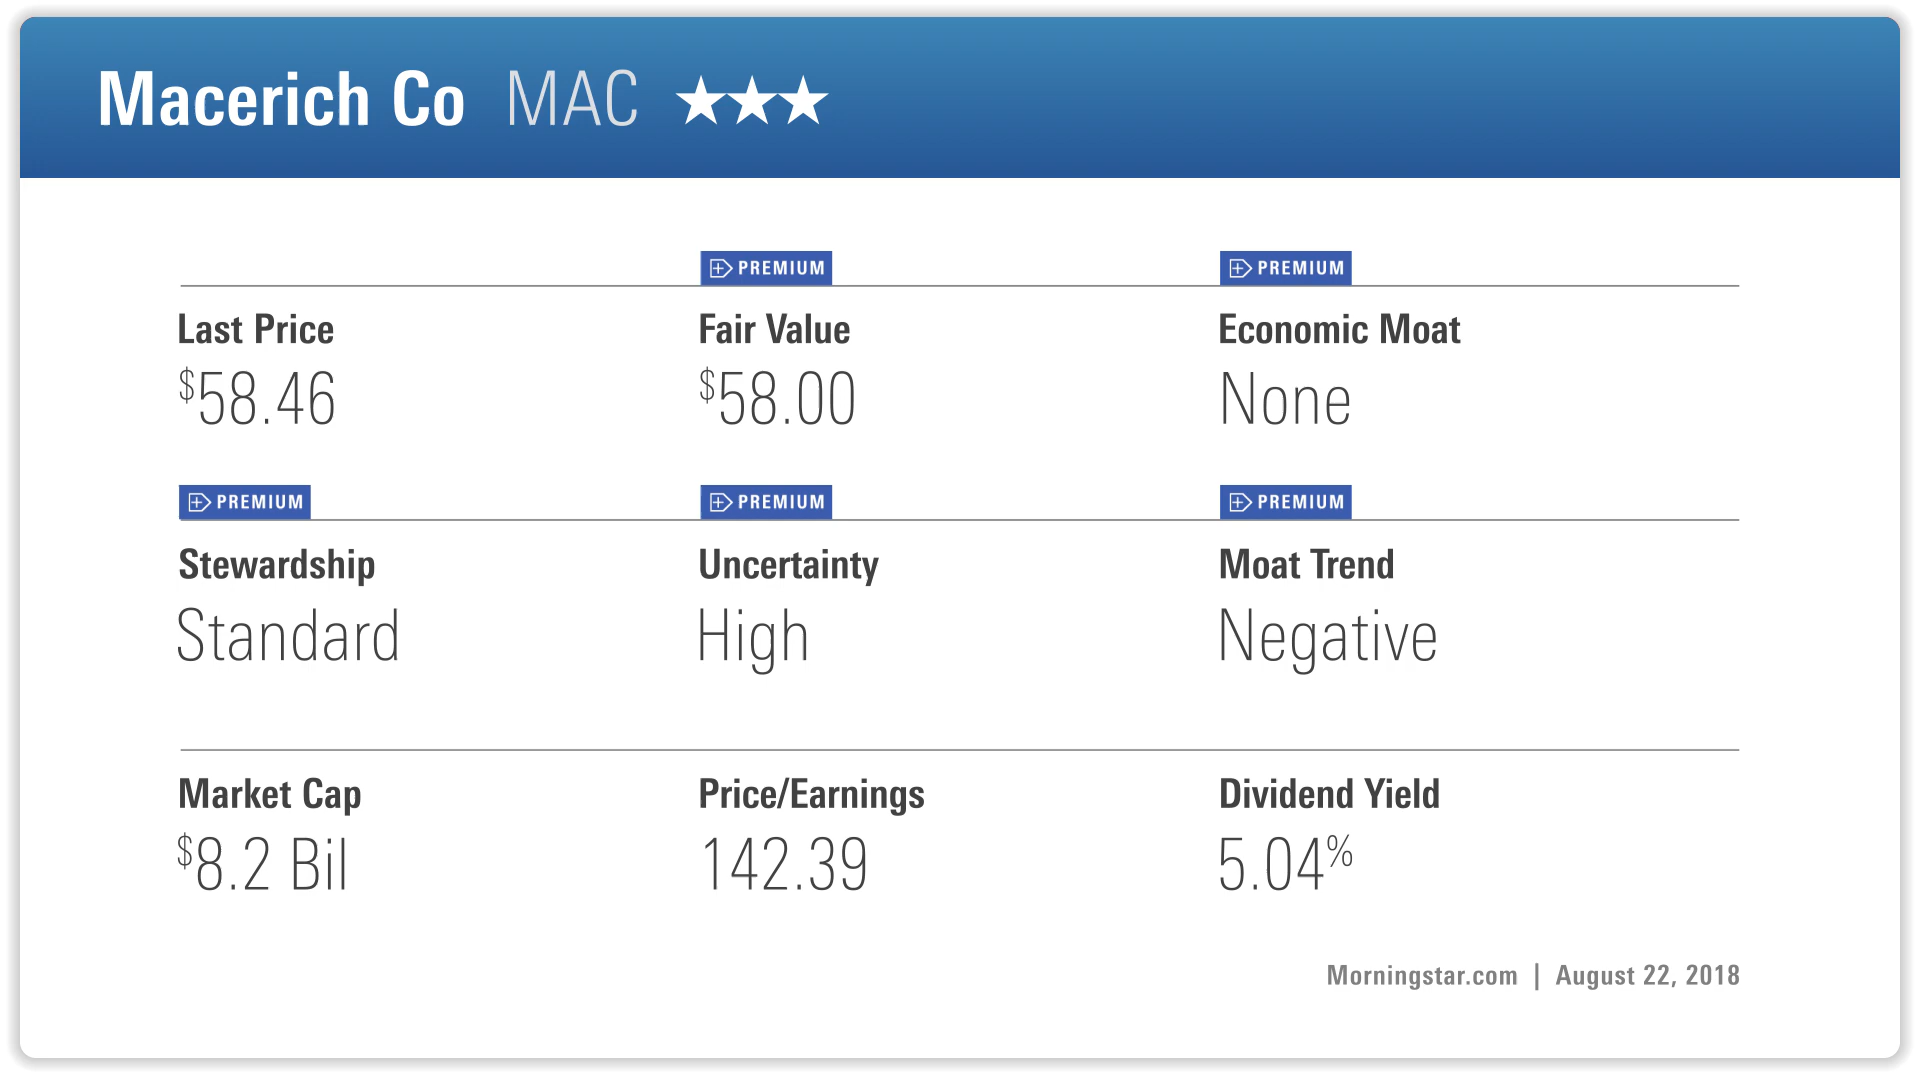 Macerich Co MAC ★★★
PREMIUM PREMIUM
Last Price Fair Value Economic Moat
$58.46 $58.00 None
PREMIUM PREMIUM PREMIUM
Stewardship Uncertainty Moat Trend
Standard High Negative
Market Cap Price/Earnings Dividend Yield
$8.2 Bil 142.39 5.04%
Morningstar.com | August 22, 2018